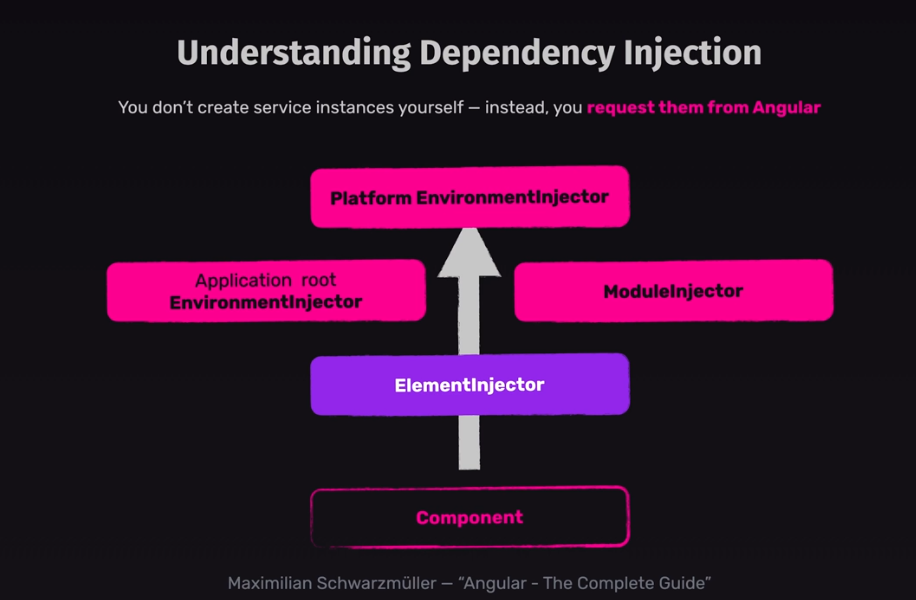 Understanding Dependency Injection
You don’t create service instances yourself – instead, you request them from Angular
Platform EnvironmentInjector
Application root
EnvironmentInjector
ModuleInjector
ElementInjector
Component
Maximilian Schwarzmüller – “Angular - The Complete Guide”